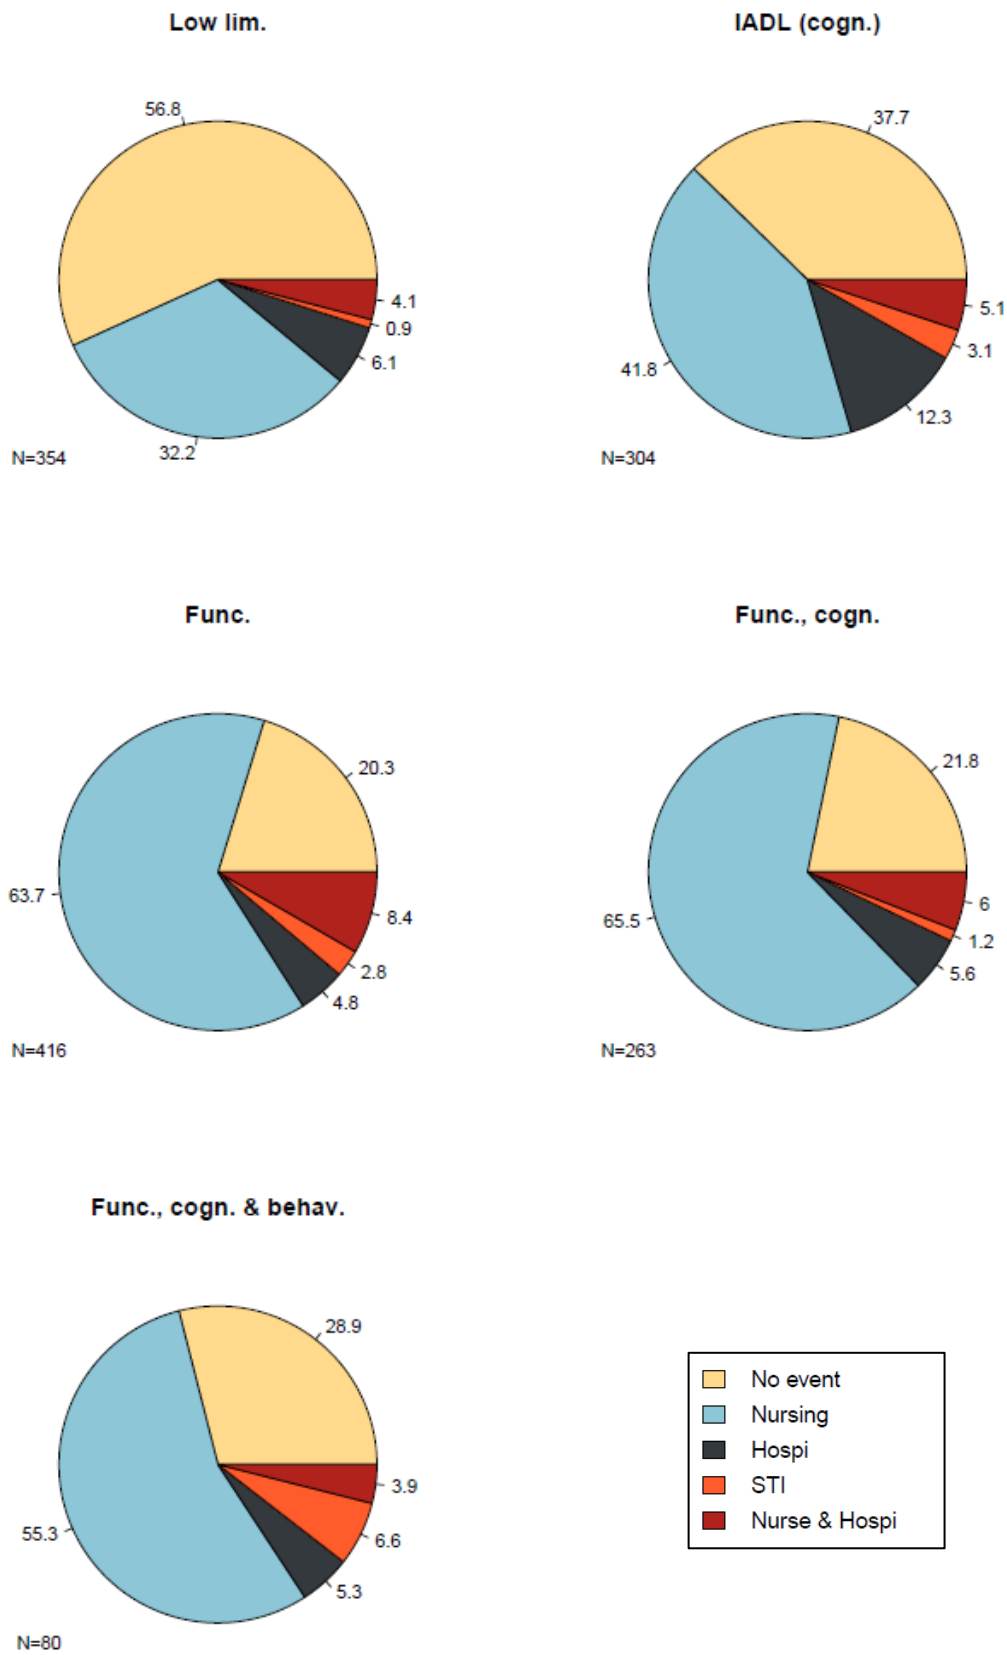 Low lim.
56.8
4.1
0.9
6.1
32.2
N=354
IADL (cogn.)
37.7
5.1
3.1
41.8
12.3
N=304
Func.
20.3
63.7
8.4
2.8
4.8
N=416
Func., cogn.
21.8
6
65.5
1.2
5.6
N=263
Func., cogn. & behav.
28.9
3.9
55.3
6.6
5.3
N=80
No event
Nursing
Hospi
STI
Nurse & Hospi